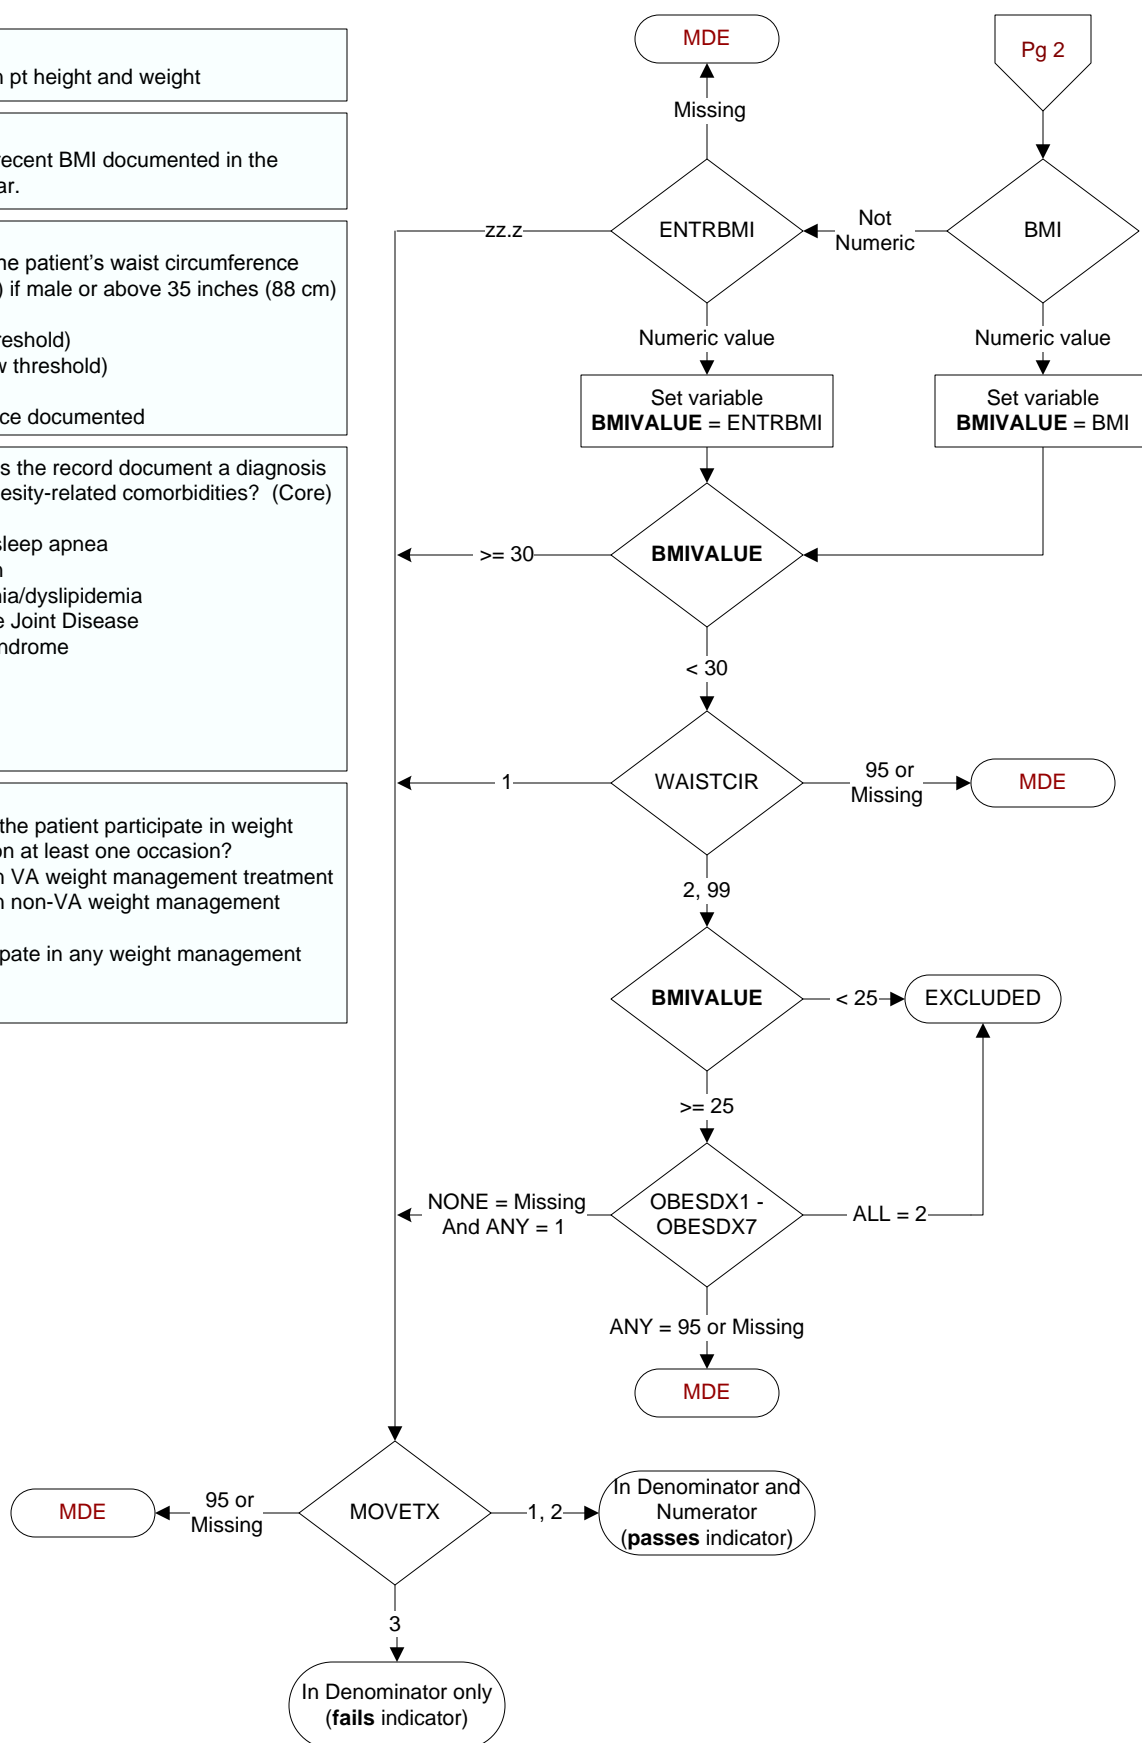 pt height and weight
recent BMI documented in the
ar.
he patient's waist circumference
) if male or above 35 inches (88 cm)
reshold)
w threshold)
ce documented
s the record document a diagnosis
esity-related comorbidities?  (Core)
sleep apnea
n
nia/dyslipidemia
e Joint Disease
ndrome
the patient participate in weight
on at least one occasion?
n VA weight management treatment
n non-VA weight management
ipate in any weight management
MDE
Pg 2
Missing
zz.z
ENTRBMI
Not
Numeric
BMI
Numeric value
Numeric value
Set variable
BMIVALUE = ENTRBMI
Set variable
BMIVALUE = BMI
>= 30
BMIVALUE
< 30
1
WAISTCIR
95 or
Missing
MDE
2, 99
BMIVALUE
< 25
EXCLUDED
>= 25
NONE = Missing
And ANY = 1
OBESDX1 -
OBESDX7
ALL = 2
ANY = 95 or Missing
MDE
MDE
95 or
Missing
MOVETX
1, 2
In Denominator and
Numerator
(passes indicator)
3
In Denominator only
(fails indicator)